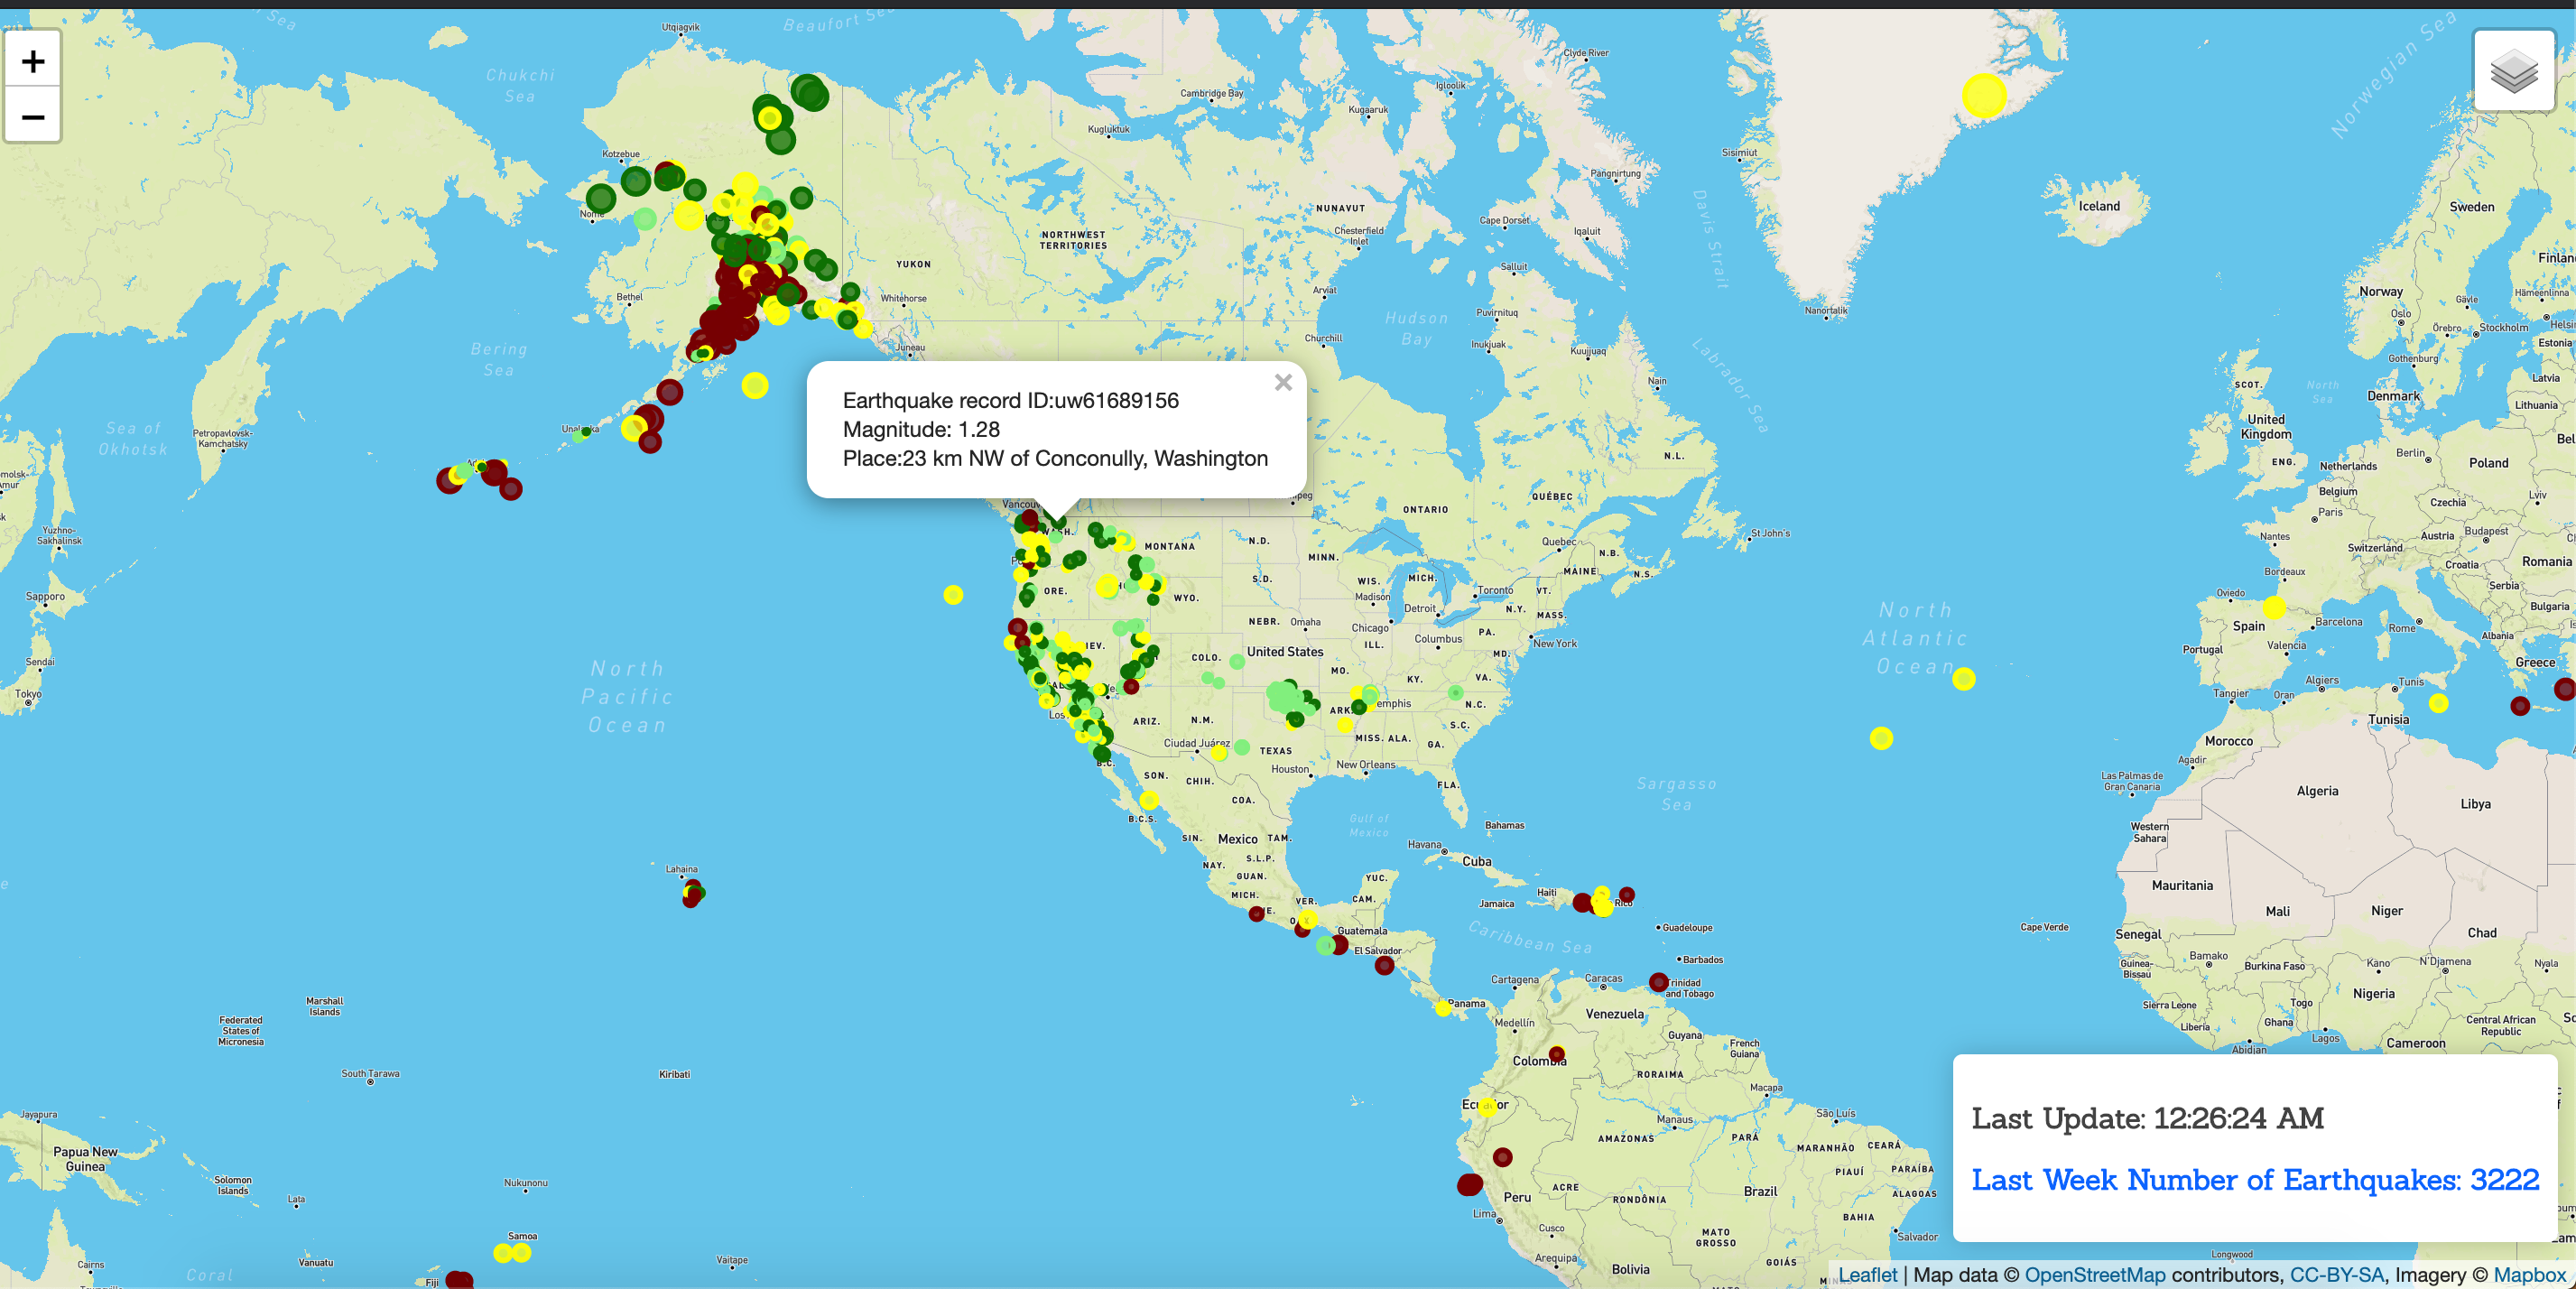 +
−
Earthquake record ID:uw61689156
Magnitude: 1.28
Place:23 km NW of Conconully, Washington
×
Utqiagvik
Chukchi
Sea
Clyde River
Cambridge Bay
Igloolik
Kugaaruk
Kugluktuk
Norwegian Sea
Kotzebue
Sisimiut
Pangnirtung
Nome
NUNAVUT
Chesterfield
Inlet
Cape Dorset
Iqaluit
Davis Strait
Iceland
Sweden
NORTHWEST
TERRITORIES
YUKON
Salluit
Bethel
Whitehorse
Arviat
Puvirnituq
Nanortalik
Norway
Oslo
Gävle
Hämeenlinna
Örebro
Stockholm
Estonia
Hudson
Bay
Churchill
Inukjuak
Kuujjuaq
Juneau
Bering
Sea
Labrador Sea
Gothenburg
Latvia
Nain
SCOT.
North
Sea
Denmark
Lithuania
Sea of
Okhotsk
Petropavlovsk-
Kamchatsky
United
Kingdom
N.L.
ENG.
Netherlands
Berlin
Poland
Belgium
Czechia
Lviv
QUÉBEC
ONTARIO
Paris
Yuzhno-
Sakhalinsk
St John's
Nantes
Austria
Budapest
Switzerland
Romania
Croatia
MONTANA
N.D.
MINN.
Quebec
N.B.
MAINE
N.S.
Bordeaux
Serbia
Bulgaria
Sapporo
ORE.
WYO.
S.D.
WIS.
Madison
MICH.
Detroit
Toronto
VT.
N.Y.
MASS.
Oviedo
Spain
Barcelona
Rome
Albania
North
Atlantic
Ocean
NEBR.
Omaha
Chicago
ILL.
Columbus
PA.
New York
MD.
Sendai
Tokyo
COLO.
United States
MO.
KY.
VA.
Portugal
Valencia
Greece
North
Pacific
Ocean
Tangier
Oran
Algiers
Tunis
Tunisia
ARIZ.
N.M.
ARK.
N.C.
S.C.
MISS.
ALA.
GA.
Ciudad Juárez
TEXAS
Houston
New Orleans
FLA.
Morocco
Agadir
B.C.
SON.
CHIH.
COA.
Sargasso
Sea
Las Palmas de
Gran Canaria
Algeria
Libya
B.C.S.
Gulf of
Mexico
Bahamas
Western
Sahara
SIN.
Mexico
TAM.
Havana
Cuba
NAY.
S.L.P.
GUAN.
MICH.
YUC.
CAM.
VER.
Lahaina
Haiti
Jamaica
Mauritania
Mali
Niger
Chad
Guatemala
El Salvador
Caribbean Sea
Guadeloupe
Barbados
Cape Verde
Senegal
Guinea-
Bissau
Bamako
Burkina Faso
Kano
N'Djamena
Nyala
Cartagena
Caracas
Trinidad
and Tobago
Marshall
Islands
Federated
States of
Micronesia
Panama
Medellín
Venezuela
Guyana
French
Guiana
Sierra Leone
Liberia
Togo
Ghana
Nigeria
Lagos
Abidjan
Central African
Republic
Cameroon
South Tarawa
Kiribati
Colombia
RORAIMA
Macapa
Jayapura
Papua New
Guinea
Manaus
AMAZONAS
PARÁ
São Luís
MARANHÃO
CEARÁ
PIAUÍ
PARAÍBA
ALAGOAS
Solomon
Islands
Lata
Nukunonu
Peru
ACRE
RONDÔNIA
Brazil
BAHIA
Salvador
Lima
Cusco
MATO
GROSSO
GOIÁS
Arequipa
Bolivia
Samoa
Vanuatu
Vaitape
Fiji
Cairns
Coral
Longwood
Last Update: 12:26:24 AM
Last Week Number of Earthquakes: 3222
Leaflet | Map data © OpenStreetMap contributors, CC-BY-SA, Imagery © Mapbox